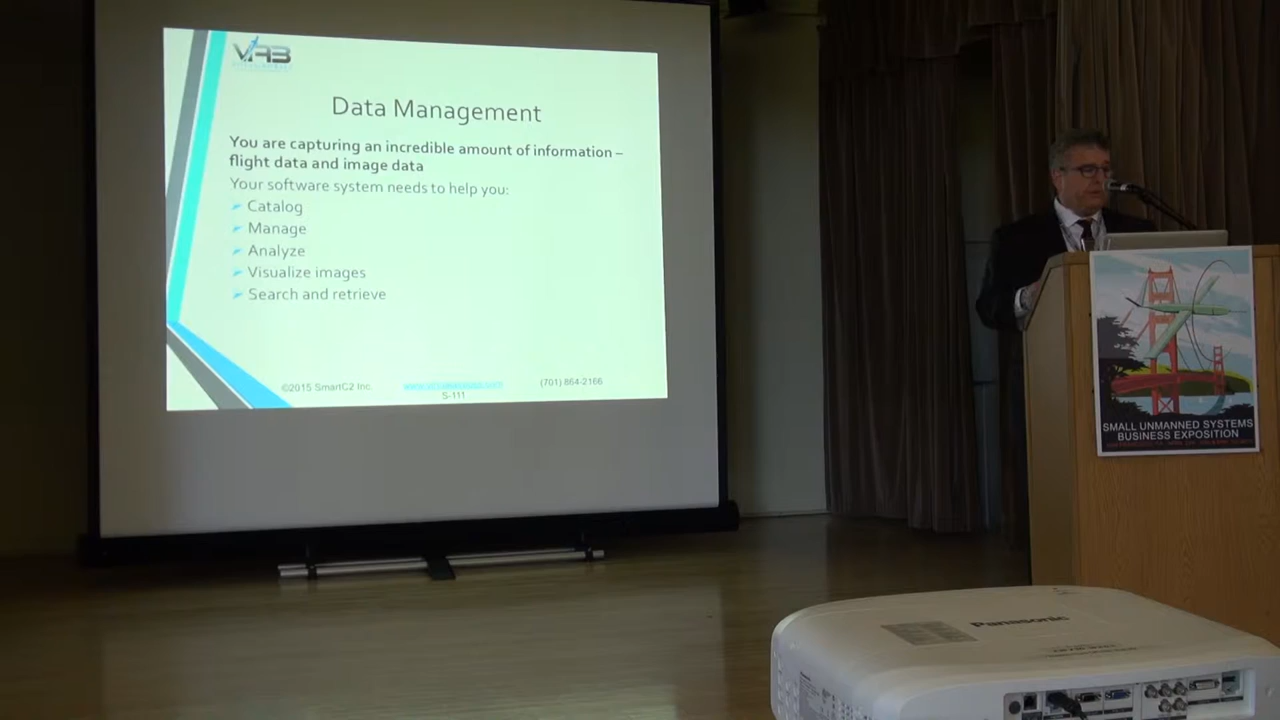 Data Management
You are capturing an incredible amount of information –
flight data and image data
Your software system needs to help you:
Catalog
Manage
Analyze
Visualize images
Search and retrieve
©2015 SmartC2 Inc.
(701) 864-2166
S-111
SMALL UNMANNED SYSTEMS
BUSINESS EXPOSITION
Panasonic